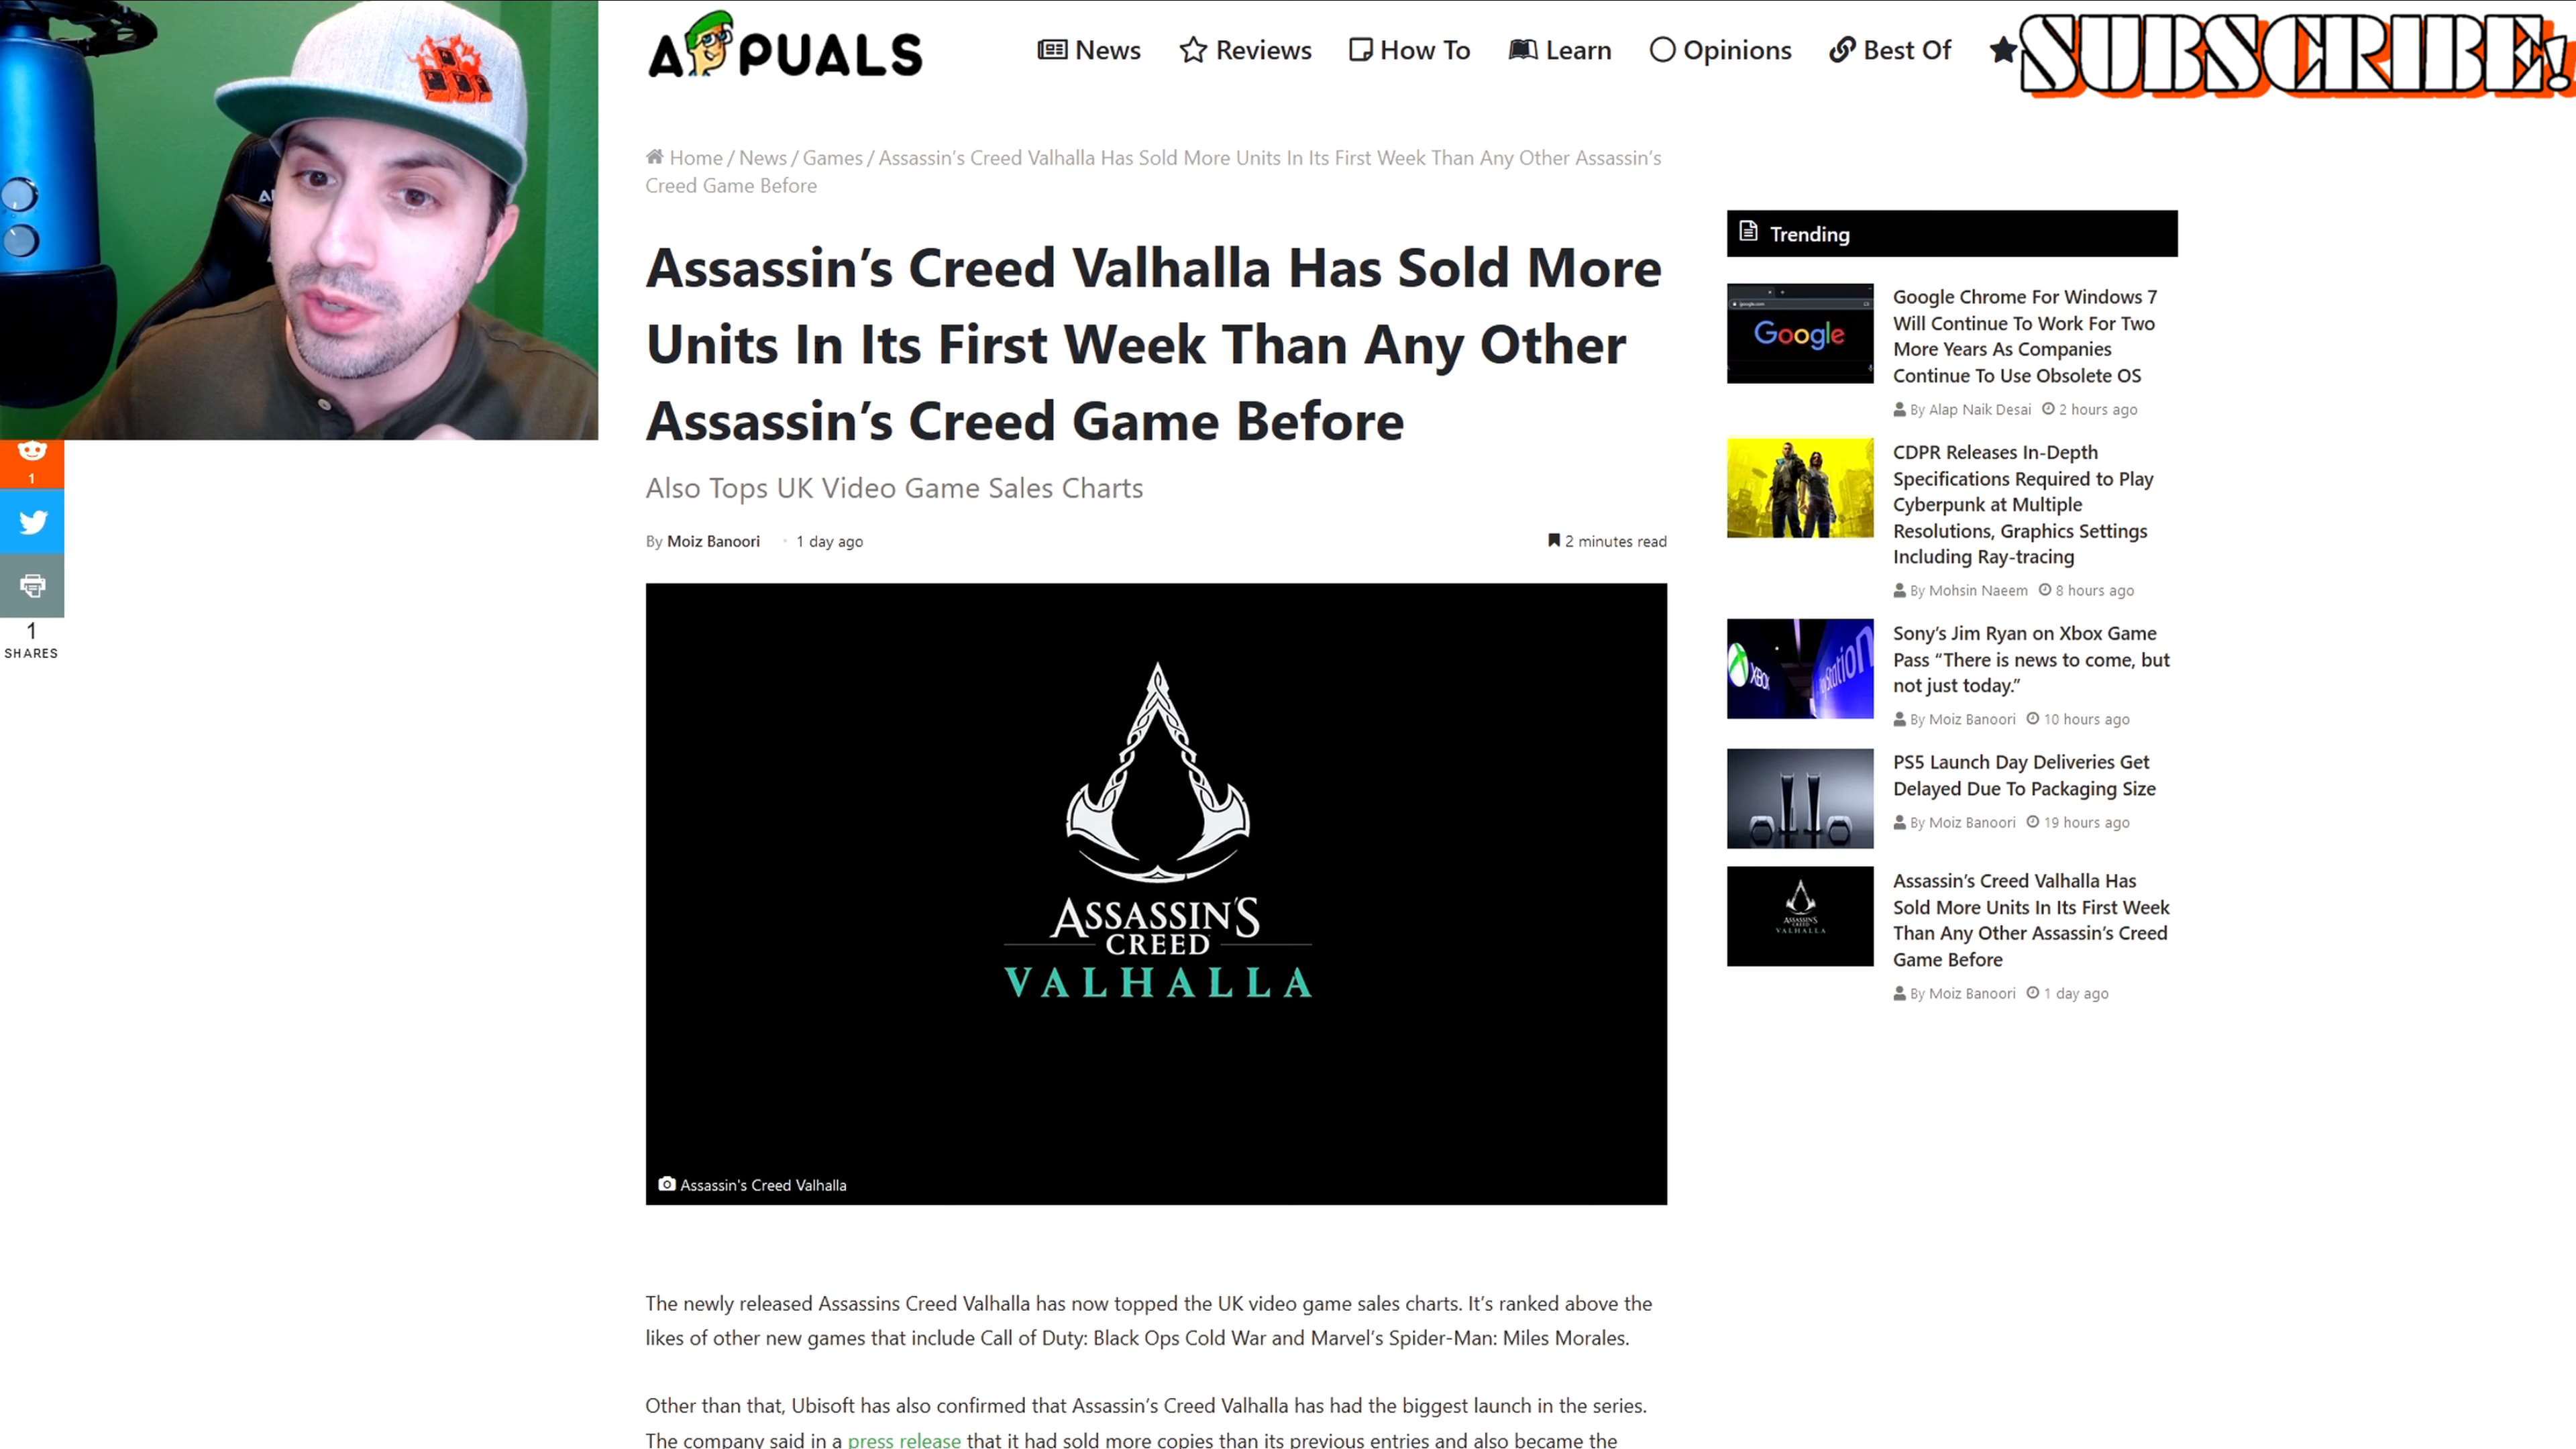 APPUALS
News
Reviews
How To
Learn
Opinions
Best Of
SUBSCRIBE!
Home / News / Games / Assassin’s Creed Valhalla Has Sold More Units In Its First Week Than Any Other Assassin’s
Creed Game Before
Assassin’s Creed Valhalla Has Sold More
Units In Its First Week Than Any Other
Assassin’s Creed Game Before
Also Tops UK Video Game Sales Charts
By Moiz Banoori 1 day ago
2 minutes read
1
1
SHARES
ASSASSIN'S
CREED
VALHALLA
Assassin's Creed Valhalla
The newly released Assassins Creed Valhalla has now topped the UK video game sales charts. It’s ranked above the
likes of other new games that include Call of Duty: Black Ops Cold War and Marvel’s Spider-Man: Miles Morales.
Other than that, Ubisoft has also confirmed that Assassin’s Creed Valhalla has had the biggest launch in the series.
The company said in a press release that it had sold more copies than its previous entries and also became the
Trending
Google
Google Chrome For Windows 7
Will Continue To Work For Two
More Years As Companies
Continue To Use Obsolete OS
By Alap Naik Desai 2 hours ago
CDPR Releases In-Depth
Specifications Required to Play
Cyberpunk at Multiple
Resolutions, Graphics Settings
Including Ray-tracing
By Mohsin Naeem 8 hours ago
XBOX
Sony’s Jim Ryan on Xbox Game
Pass “There is news to come, but
not just today.”
By Moiz Banoori 10 hours ago
PS5 Launch Day Deliveries Get
Delayed Due To Packaging Size
By Moiz Banoori 19 hours ago
ASSASSIN'S
CREED
VALHALLA
Assassin’s Creed Valhalla Has
Sold More Units In Its First Week
Than Any Other Assassin’s Creed
Game Before
By Moiz Banoori 1 day ago